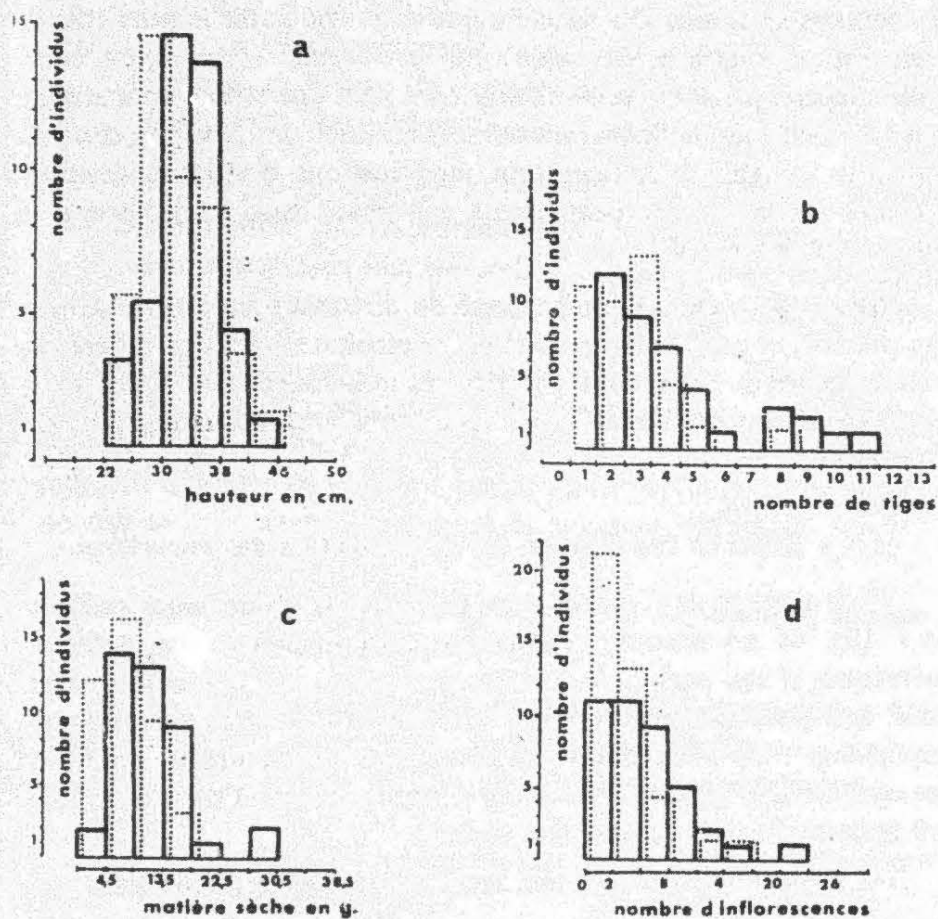 a
nombre d'individus
15
10
5
1
22 30 38 46 50
hauteur en cm.
b
nombre d'individus
15
10
5
1
0 1 2 3 4 5 6 7 8 9 10 11 12 13
nombre de tiges
c
nombre d'individus
15
10
5
1
4,5 13,5 22,5 30,5 38,5
matière sèche en g.
d
nombre d'individus
20
15
10
5
1
0 2 8 4 20 26
nombre d inflorescences